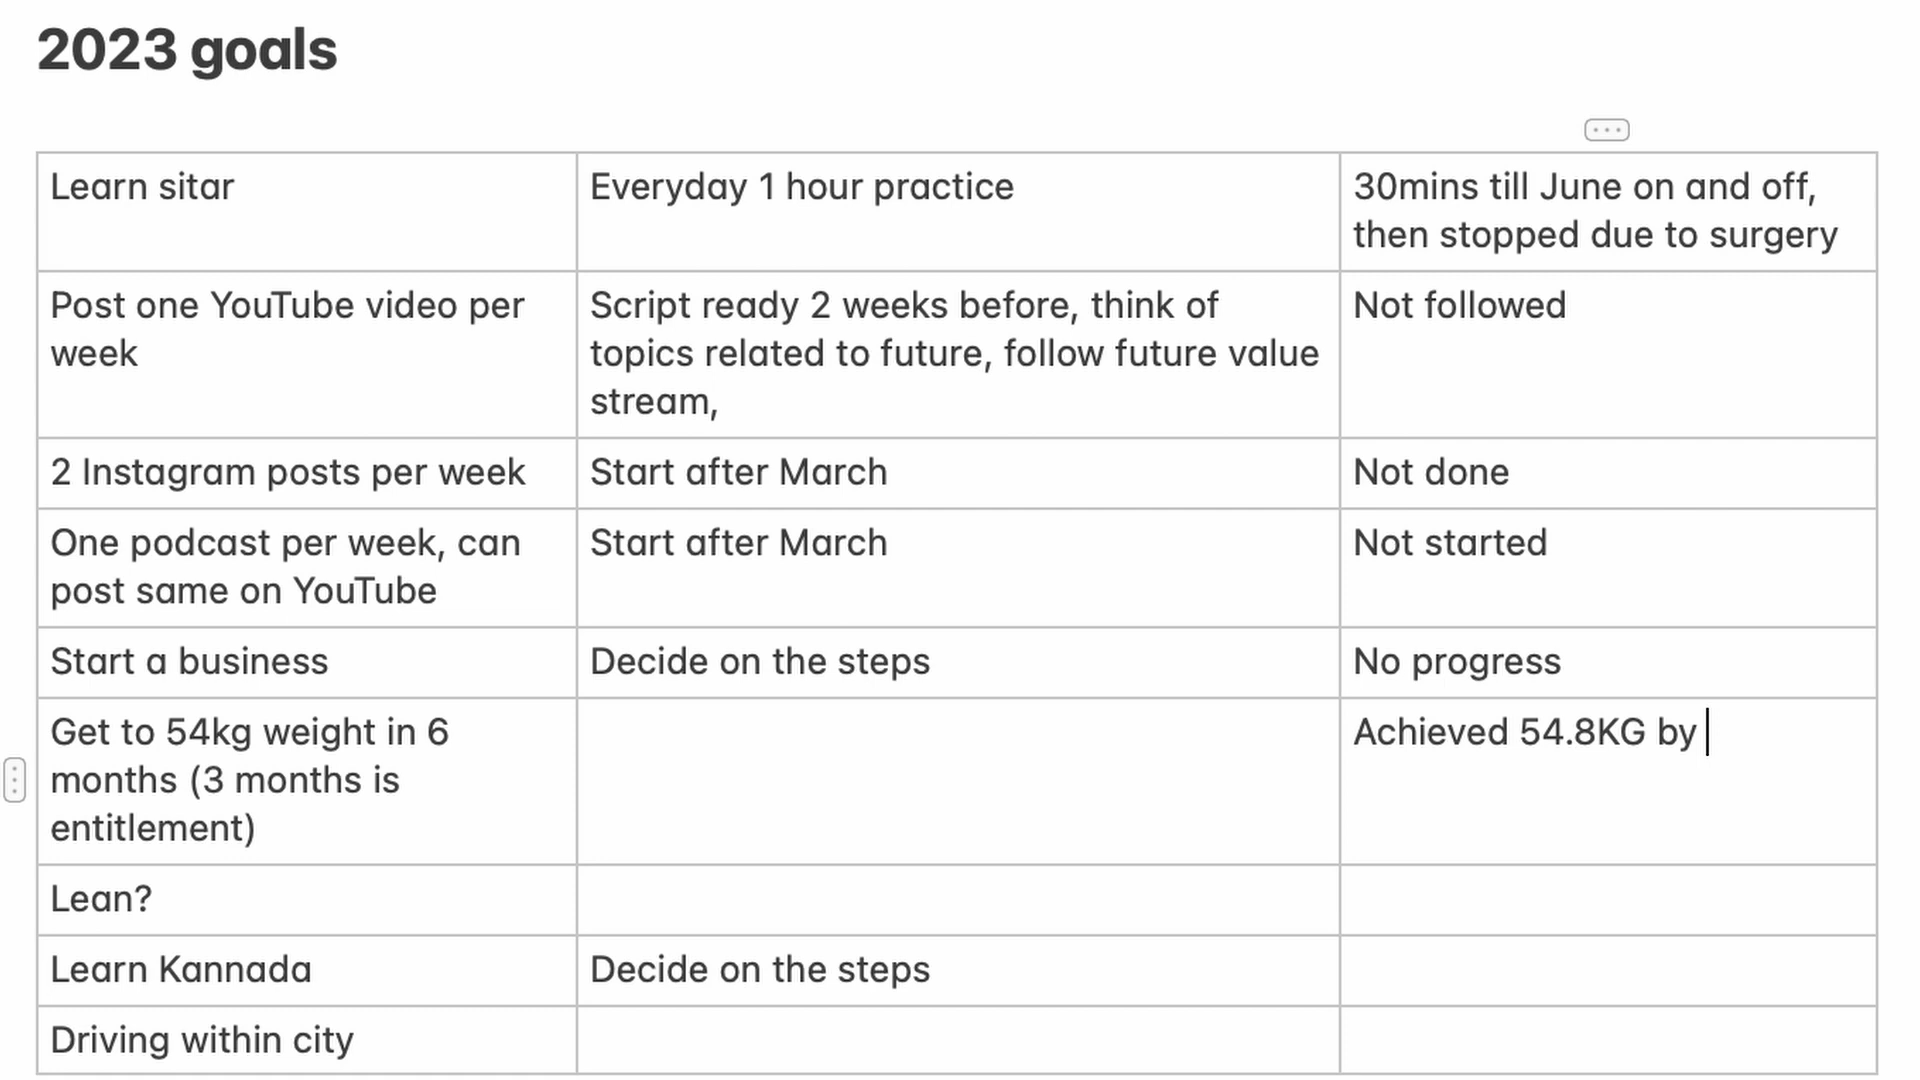 2023 goals
Learn sitar
Everyday 1 hour practice
30mins till June on and off,
then stopped due to surgery
Post one YouTube video per
week
Script ready 2 weeks before, think of
topics related to future, follow future value
stream,
Not followed
2 Instagram posts per week
Start after March
Not done
One podcast per week, can
post same on YouTube
Start after March
Not started
Start a business
Decide on the steps
No progress
Get to 54kg weight in 6
months (3 months is
entitlement)
Achieved 54.8KG by
Lean?
Learn Kannada
Decide on the steps
Driving within city